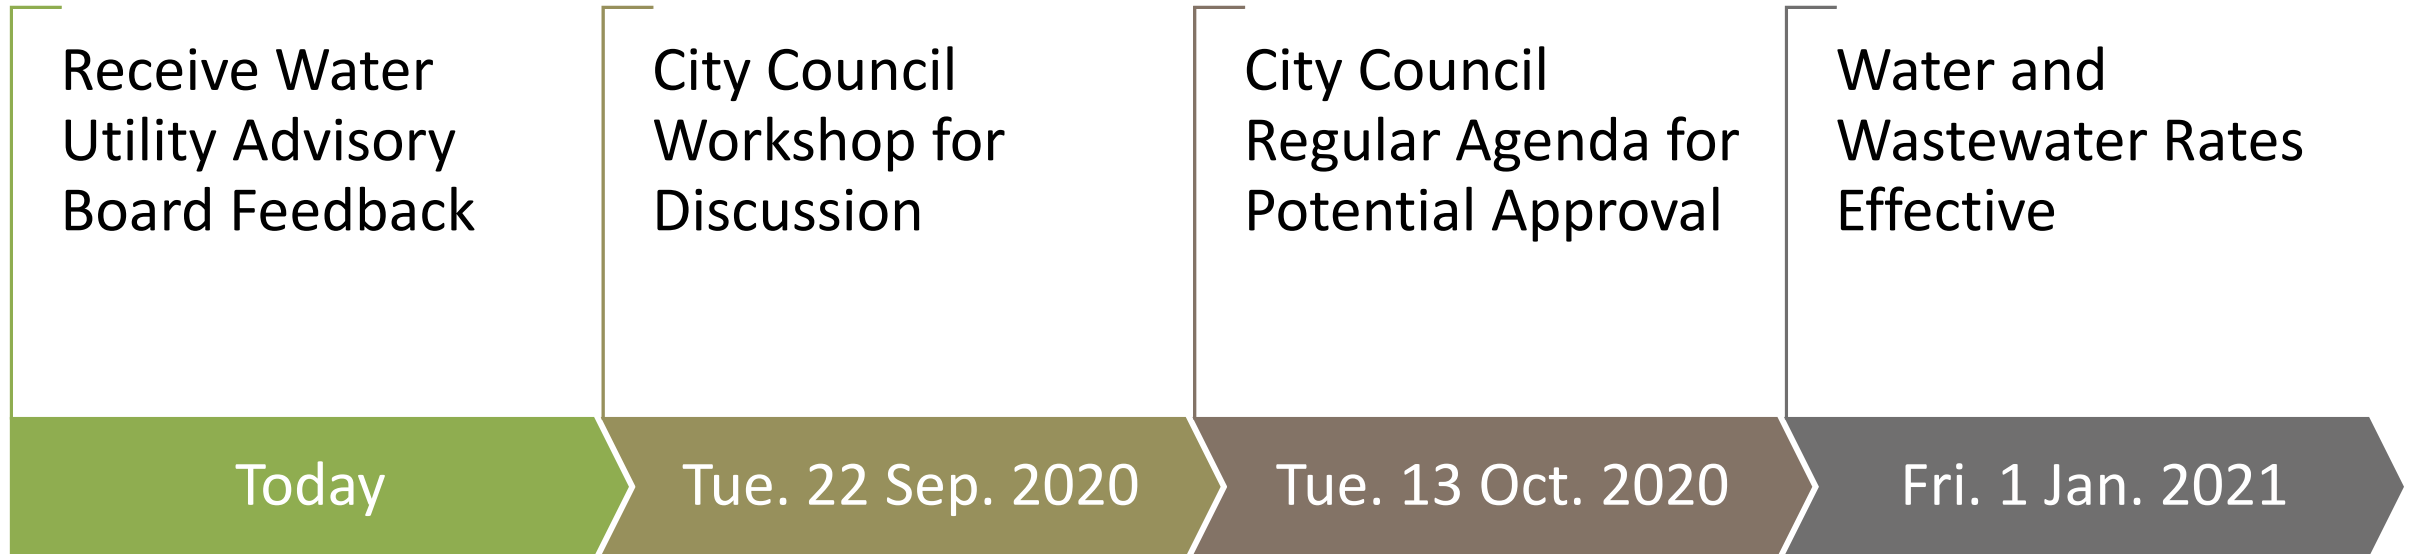 Receive Water
Utility Advisory
Board Feedback
Today
City Council
Workshop for
Discussion
Tue. 22 Sep. 2020
City Council
Regular Agenda for
Potential Approval
Tue. 13 Oct. 2020
Water and
Wastewater Rates
Effective
Fri. 1 Jan. 2021